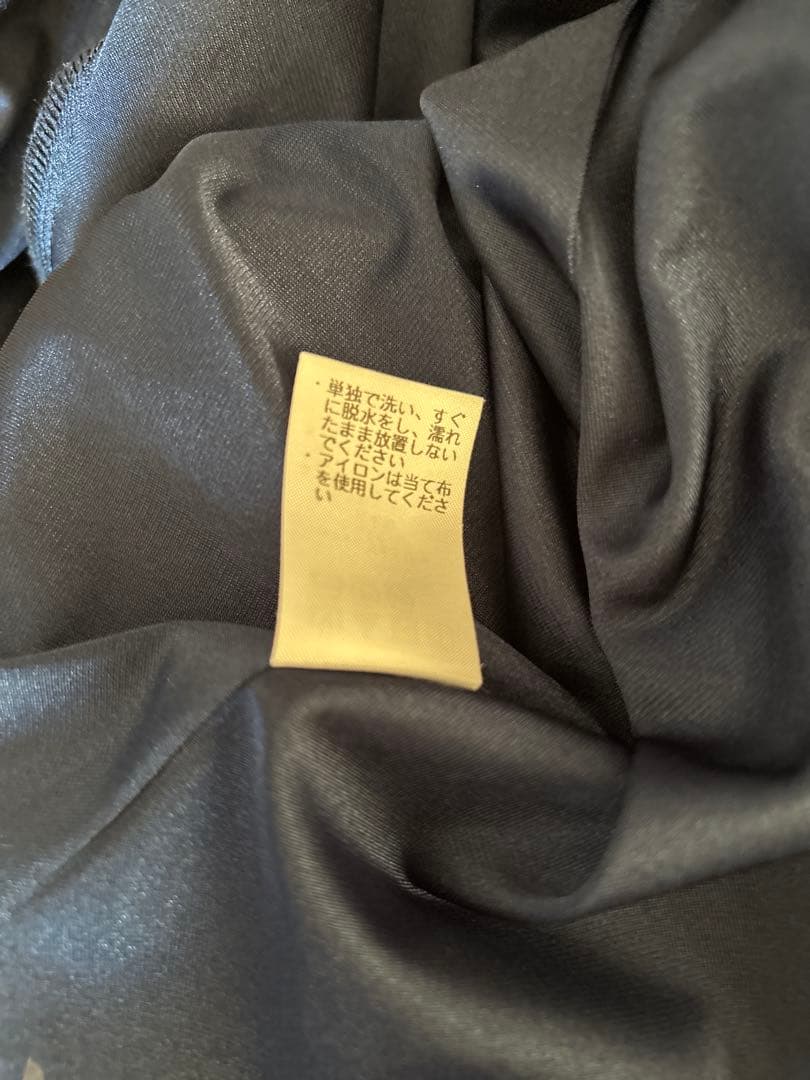 ・単独で洗い、すぐ
に脱水をし、濡れ
たまま放置しない
でください
・アイロンは当て布
を使用してくださ
い